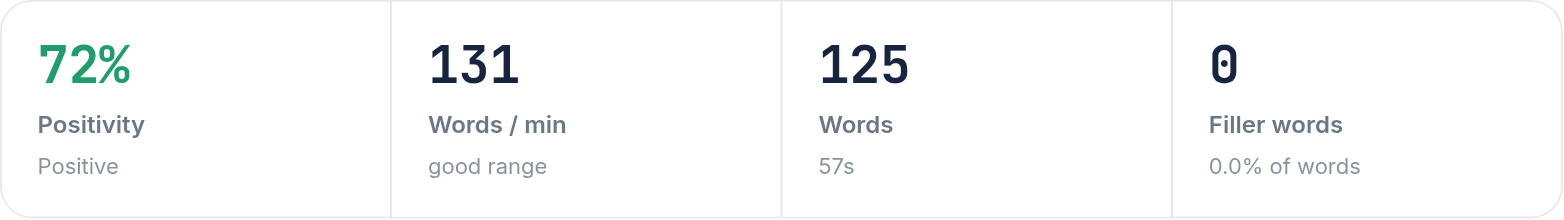 72%
Positivity
Positive
131
Words / min
good range
125
Words
57s
0
Filler words
0.0% of words